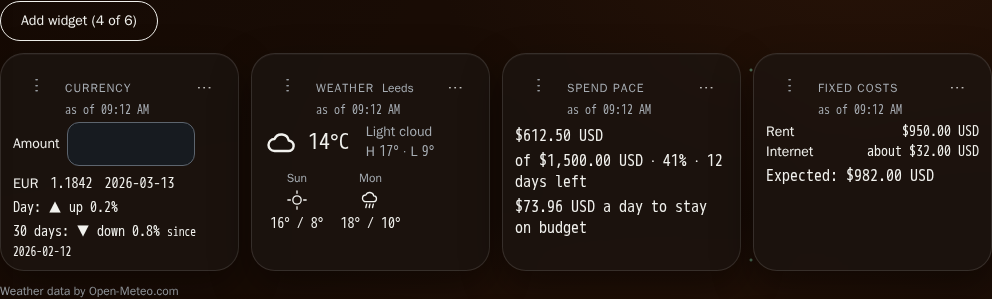 Add widget (4 of 6)
CURRENCY
as of 09:12 AM
Amount
EUR 1.1842 2026-03-13
Day: ▲ up 0.2%
30 days: ▼ down 0.8% since
2026-02-12
WEATHER Leeds
as of 09:12 AM
14°C
Light cloud
H 17° · L 9°
Sun Mon
16° / 8° 18° / 10°
SPEND PACE
as of 09:12 AM
$612.50 USD
of $1,500.00 USD · 41% · 12
days left
$73.96 USD a day to stay
on budget
FIXED COSTS
as of 09:12 AM
Rent $950.00 USD
Internet about $32.00 USD
Expected: $982.00 USD
Weather data by Open-Meteo.com